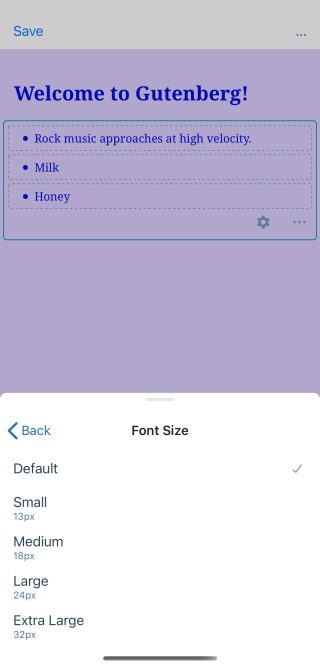 Save
...
Welcome to Gutenberg!
• Rock music approaches at high velocity.
• Milk
• Honey
Back
Font Size
Default
Small
13px
Medium
18px
Large
24px
Extra Large
32px